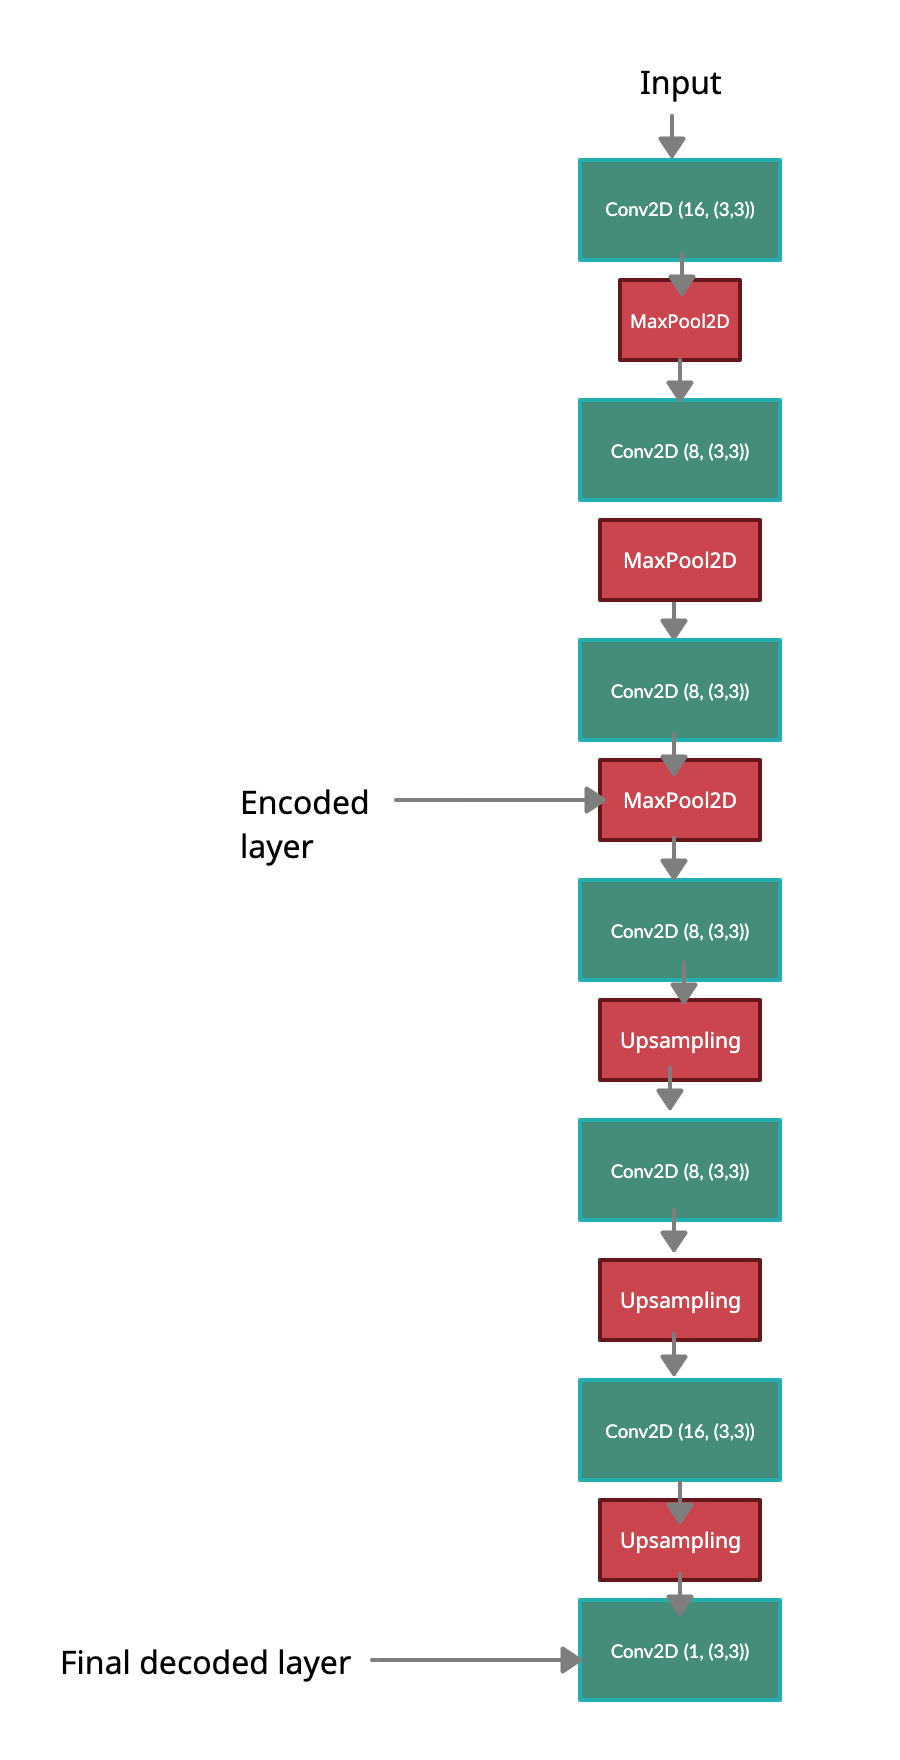 Input
Conv2D (16, (3,3))
MaxPool2D
Conv2D (8, (3,3))
MaxPool2D
Conv2D (8, (3,3))
Encoded
layer
MaxPool2D
Conv2D (8, (3,3))
Upsampling
Conv2D (8, (3,3))
Upsampling
Conv2D (16, (3,3))
Upsampling
Final decoded layer
Conv2D (1, (3,3))